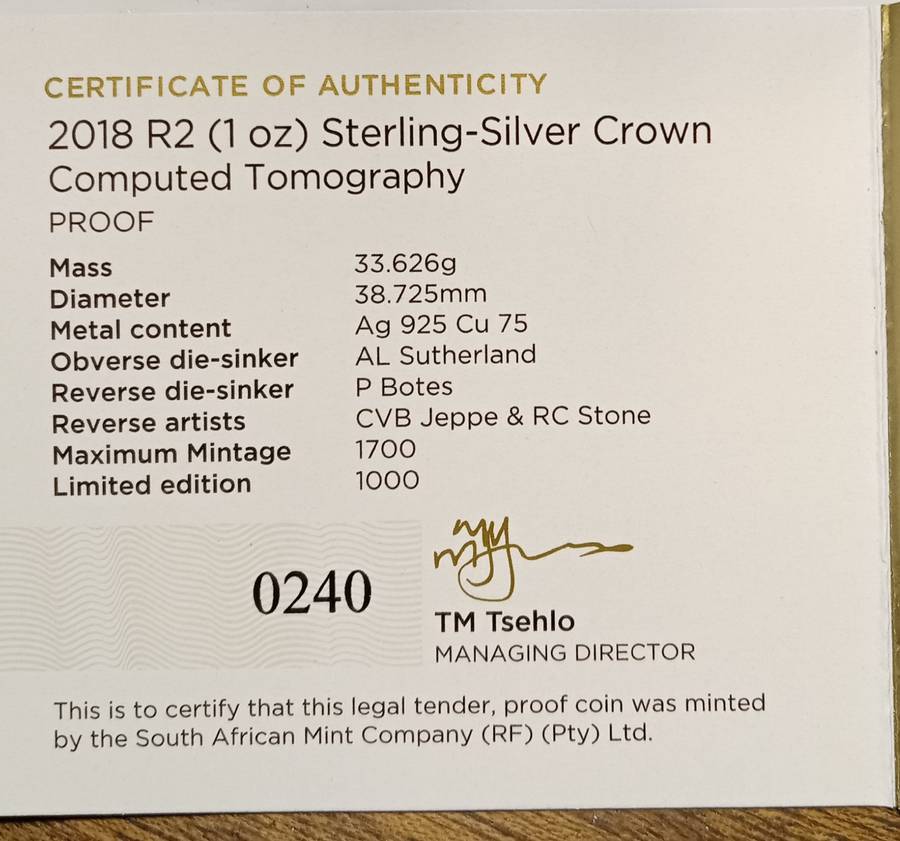 CERTIFICATE OF AUTHENTICITY
2018 R2 (1 oz) Sterling-Silver Crown
Computed Tomography
PROOF
Mass 33.626g
Diameter 38.725mm
Metal content Ag 925 Cu 75
Obverse die-sinker AL Sutherland
Reverse die-sinker P Botes
Reverse artists CVB Jeppe & RC Stone
Maximum Mintage 1700
Limited edition 1000
0240
TM Tsehlo
MANAGING DIRECTOR
This is to certify that this legal tender, proof coin was minted
by the South African Mint Company (RF) (Pty) Ltd.